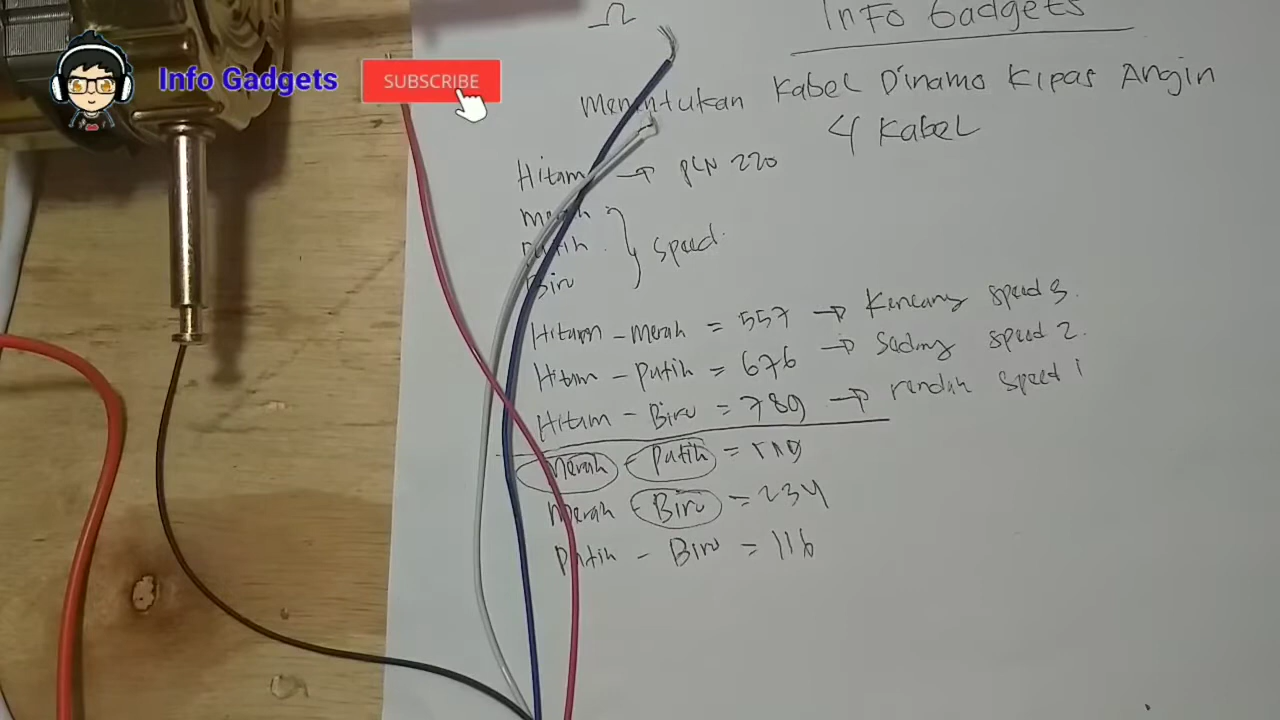 Ω
Info Gadgets
Info Gadgets
SUBSCRIBE
Menentukan Kabel Dinamo Kipas Angin
4 Kabel
Hitam → PLN 220
Merah
Putih
Biru
speed
Hitam - Merah = 557 → Kencang speed 3
Hitam - Putih = 676 → Sedang speed 2.
Hitam - Biru = 789 → rendah speed 1
Merah - Putih =
Merah - Biru = 234
Putih - Biru = 116